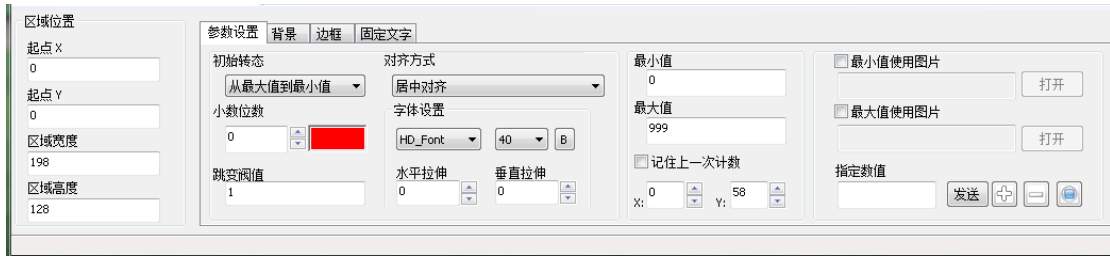 区域位置
起点 X
0
起点 Y
0
区域宽度
198
区域高度
128
参数设置 背景 边框 固定文字
初始转态
从最大值到最小值
小数位数
0
跳变阀值
1
对齐方式
居中对齐
字体设置
HD_Font 40 B
水平拉伸 垂直拉伸
0 0
最小值
0
最大值
999
记住上一次计数
X: 0 Y: 58
最小值使用图片
打开
最大值使用图片
打开
指定数值
发送